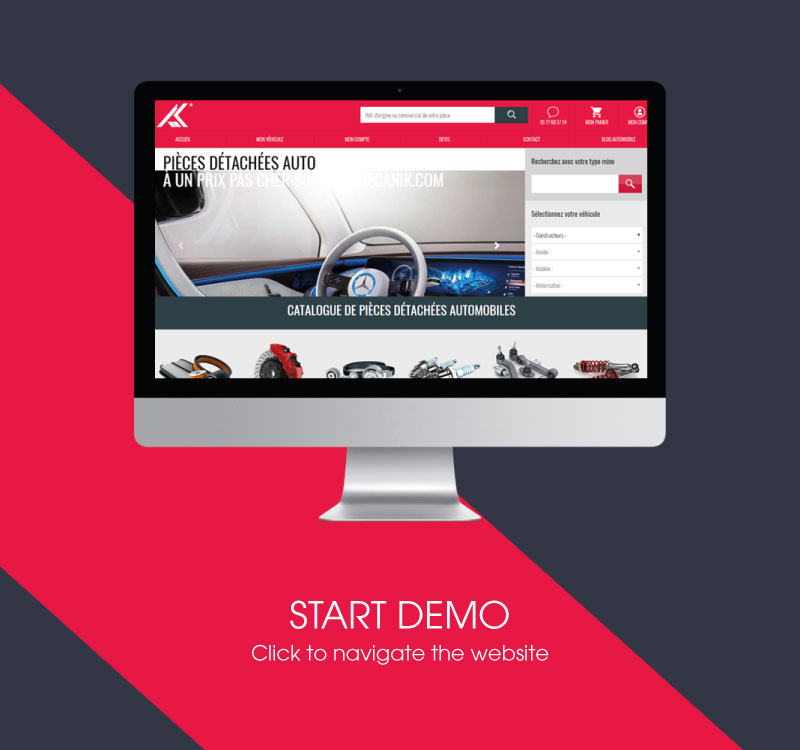 Réf. d'origine ou commercial de votre pièce
01 77 69 57 14
MON PANIER
MON COM
ACCUEIL
MON VÉHICULE
MON COMPTE
DEVIS
CONTACT
BLOG AUTOMOBILE
PIÈCES DÉTACHÉES AUTO
À UN PRIX PAS CHER
ECANIK.COM
Recherchez avec votre type mine
Sélectionnez votre véhicule
- Constructeurs -
- Année -
- Modèle -
- Motorisation -
CATALOGUE DE PIÈCES DÉTACHÉES AUTOMOBILES
START DEMO
Click to navigate the website